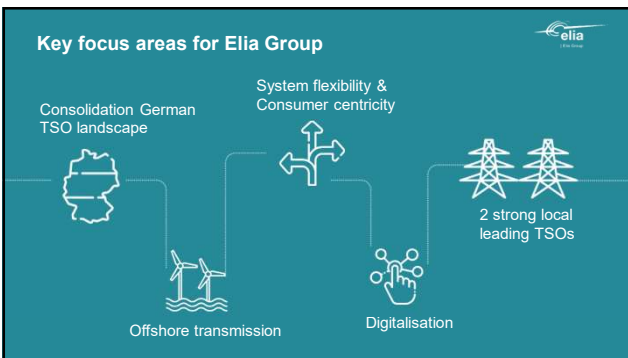 Key focus areas for Elia Group
elia
System flexibility &
Consumer centricity
Consolidation German
TSO landscape
2 strong local
leading TSOs
Offshore transmission
Digitalisation